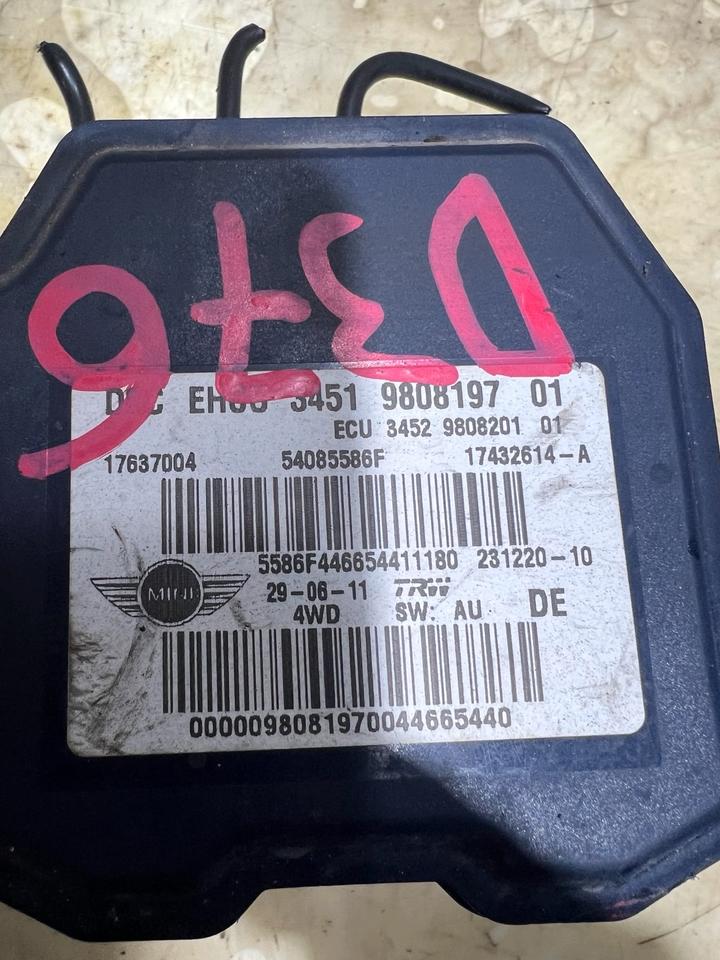 D376
DSC EHCU 3451 9808197 01
ECU 3452 9808201 01
17637004 54085586F 17432614-A
5586F446654411180 231220-10
MINI 29-06-11 TRW
4WD SW: AU DE
0000098081970044665440